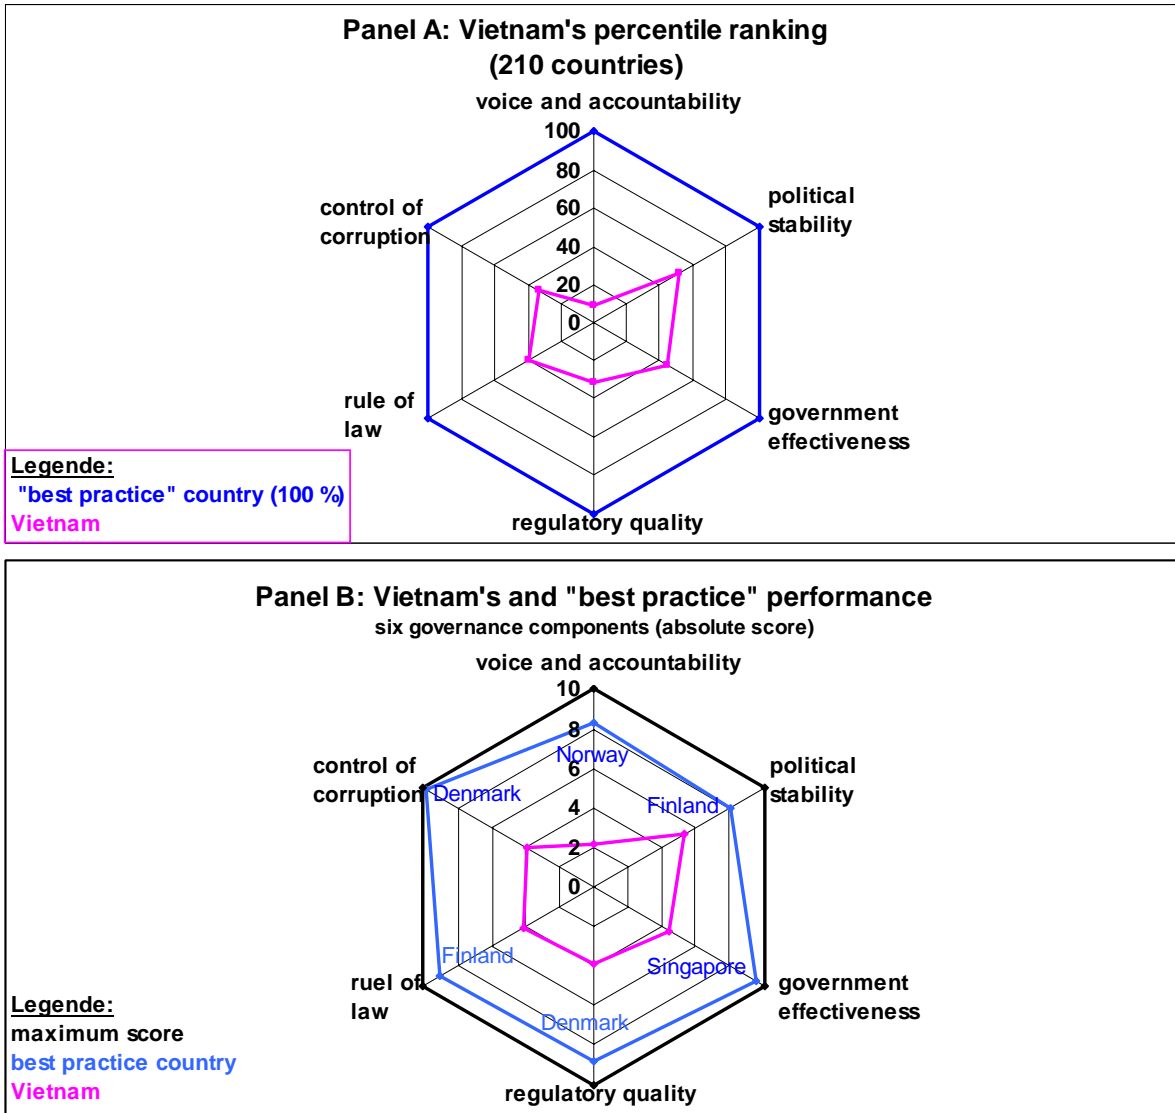 Panel A: Vietnam's percentile ranking
(210 countries)
voice and accountability
100
80
60
40
20
0
political
stability
control of
corruption
rule of
law
government
effectiveness
regulatory quality
Legende:
"best practice" country (100 %)
Vietnam
Panel B: Vietnam's and "best practice" performance
six governance components (absolute score)
voice and accountability
10
8
6
4
2
0
Norway
control of
corruption
Denmark
Finland
political
stability
Finland
Singapore
ruel of
law
government
effectiveness
Denmark
regulatory quality
Legende:
maximum score
best practice country
Vietnam